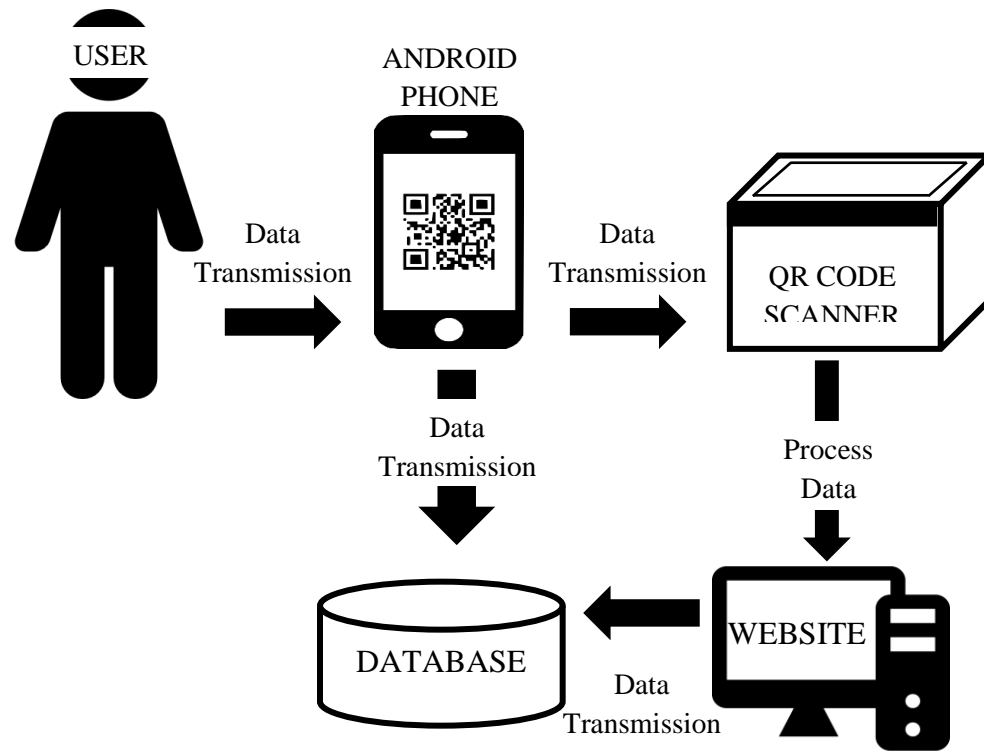 USER
ANDROID
PHONE
Data
Transmission
Data
Transmission
QR CODE
SCANNER
Data
Transmission
Process
Data
DATABASE
WEBSITE
Data
Transmission